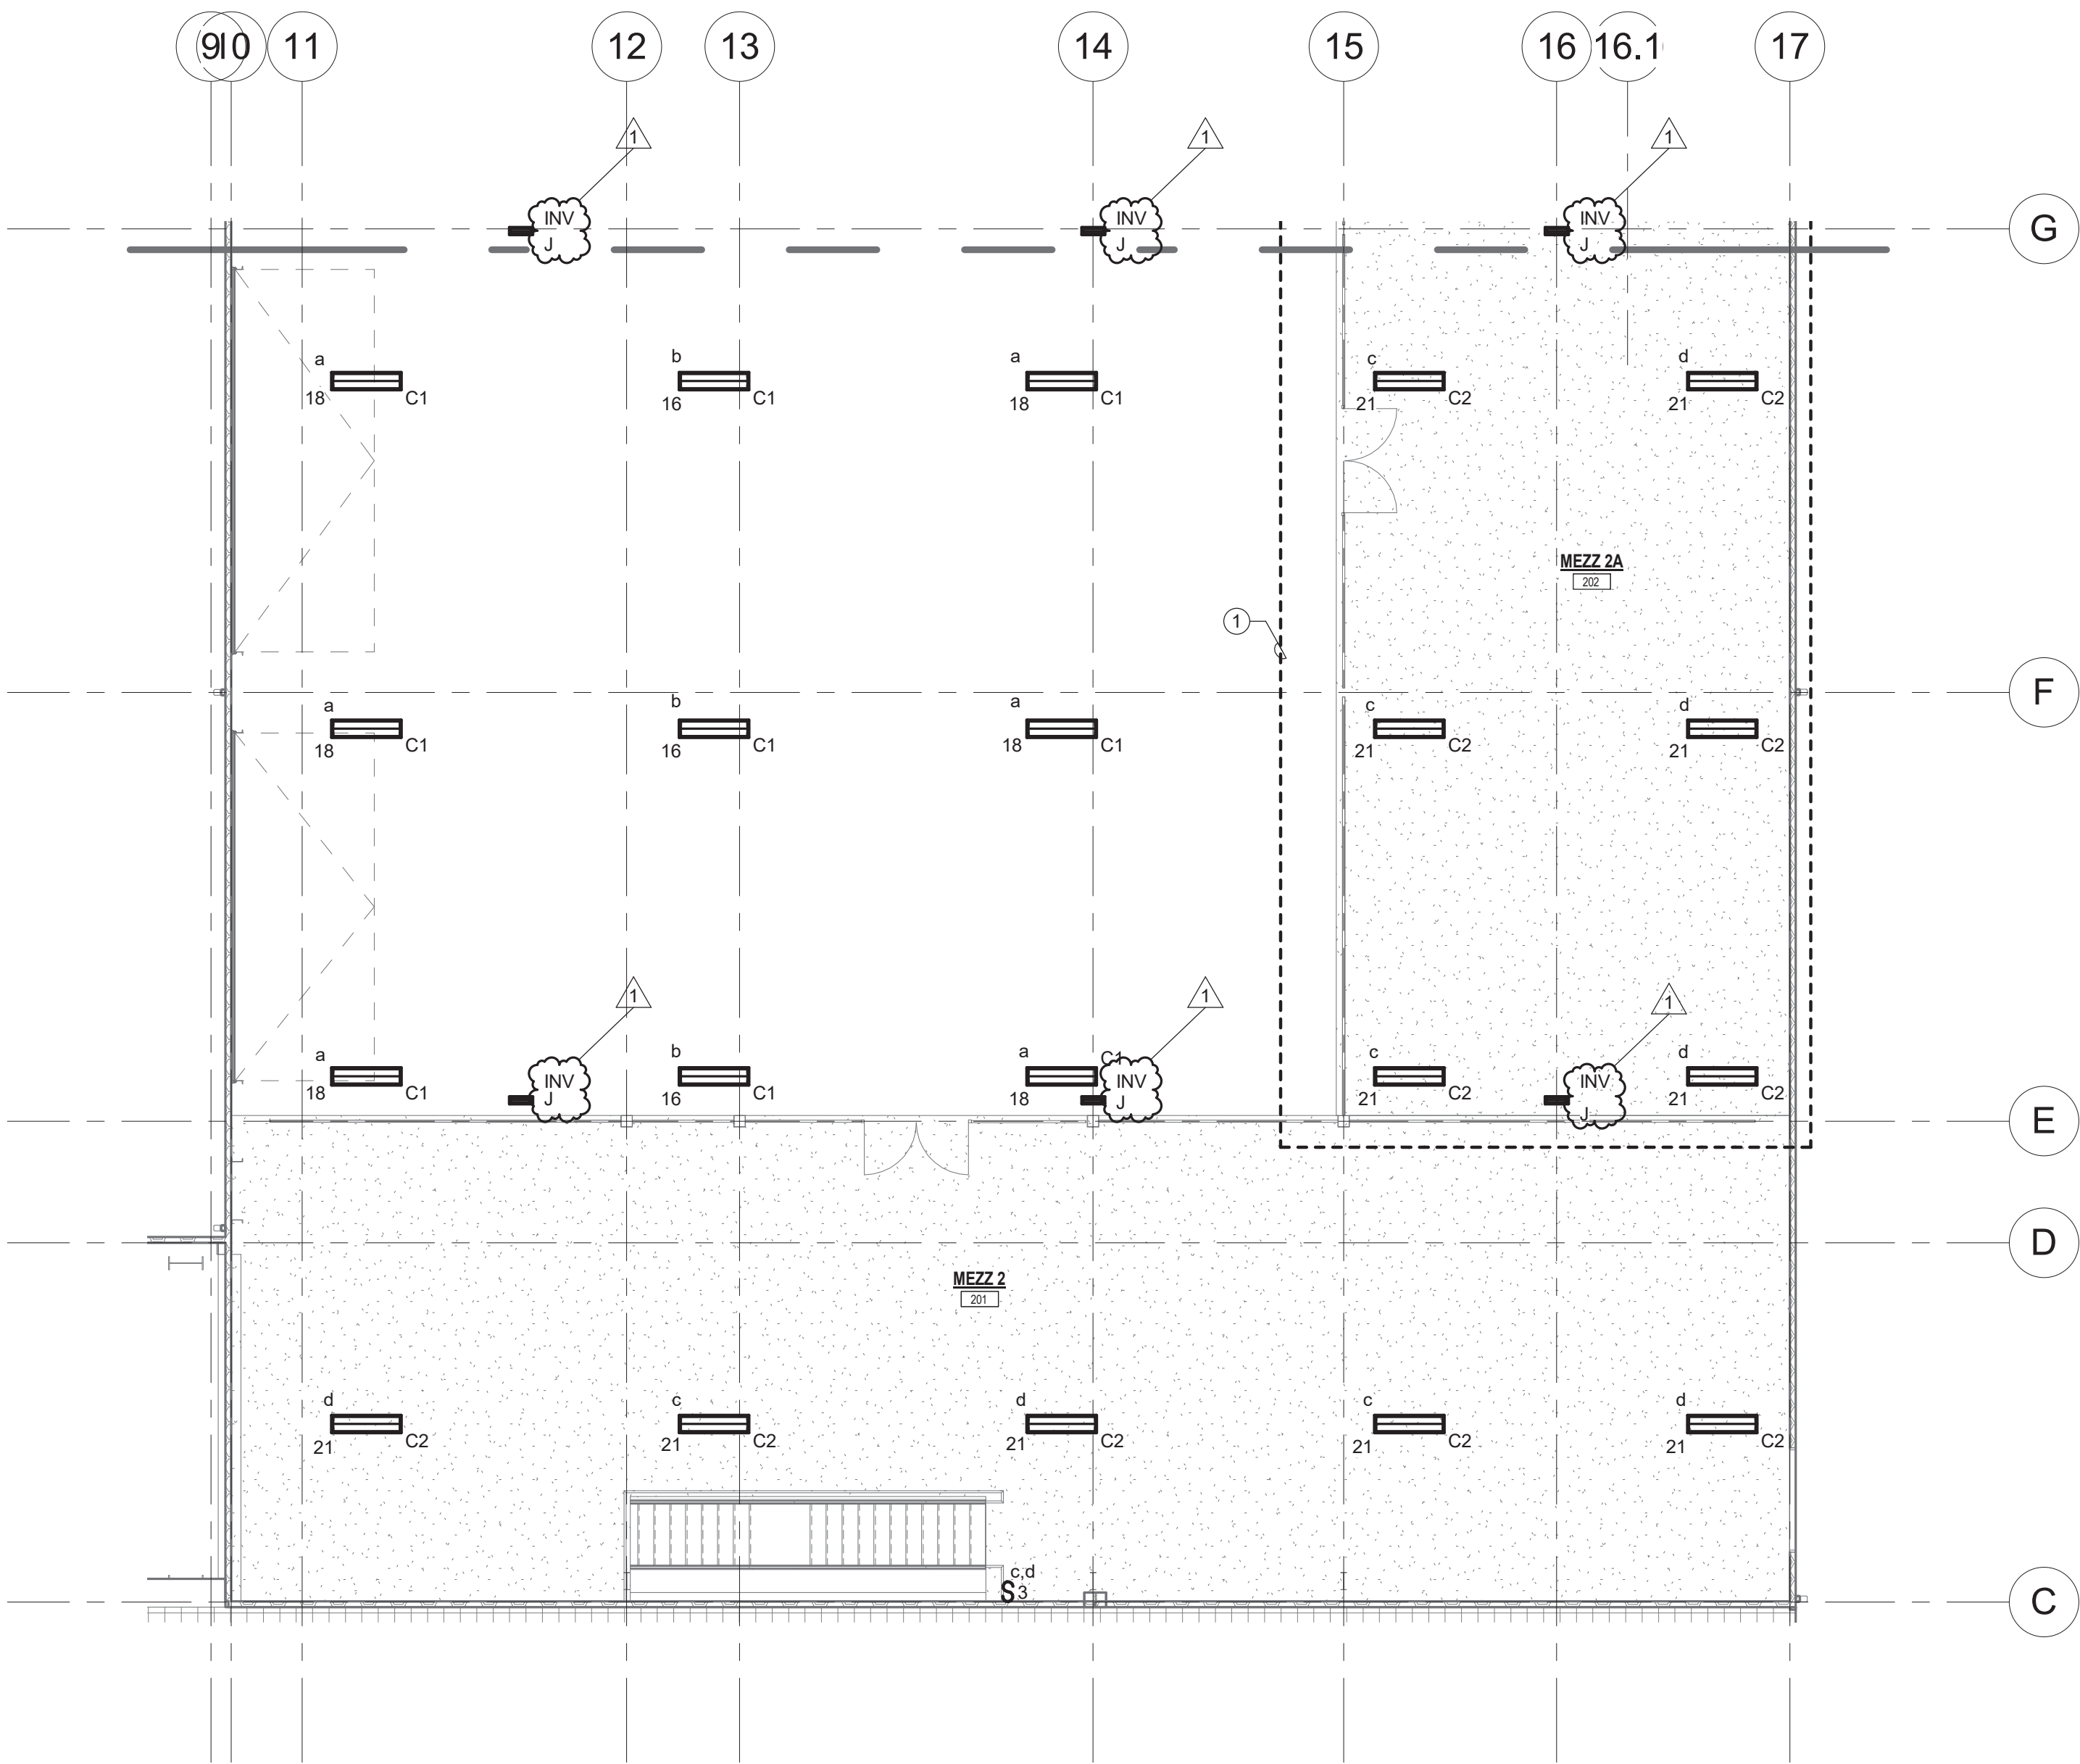 9 10 11 12 13 14 15 16 16.1 17
1 1 1
INV INV INV
J J J
G
a b a c d
18 C1 16 C1 18 C1 21 C2 21 C2
MEZZ 2A
202
1
F
a b a c d
18 C1 16 C1 18 C1 21 C2 21 C2
1 1 1
a b a C1 c d
INV INV INV
18 C1 16 C1 18 21 C2 21 C2
J J J
E
D
MEZZ 2
201
d c d c d
21 C2 21 C2 21 C2 21 C2 21 C2
c,d
S3
C